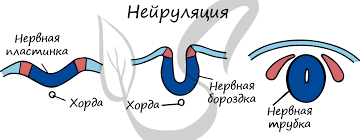 Нейруляция
Нервная
пластинка
Хорда
Хорда
Нервная
бороздка
Нервная
трубка